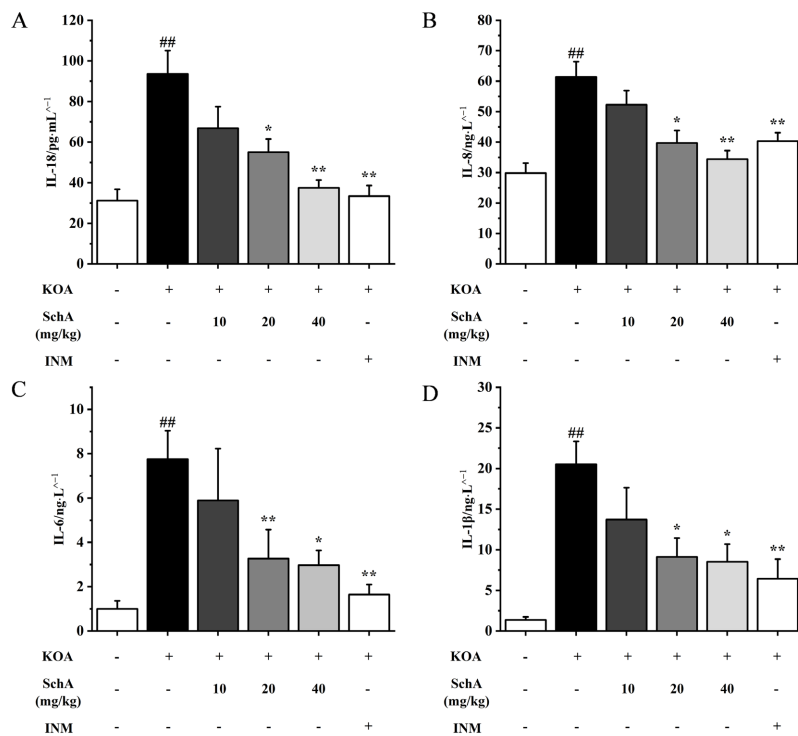 A
IL-18/pg·mL^−1
120
100
80
60
40
20
0
##
*
**
**
KOA - + + + + +
SchA
(mg/kg) - - 10 20 40 -
INM - - - - - +
B
IL-8/ng·L^−1
80
70
60
50
40
30
20
10
0
##
*
**
**
KOA - + + + + +
SchA
(mg/kg) - - 10 20 40 -
INM - - - - - +
C
IL-6/ng·L^−1
10
8
6
4
2
0
##
**
*
**
KOA - + + + + +
SchA
(mg/kg) - - 10 20 40 -
INM - - - - - +
D
IL-1β/ng·L^−1
30
25
20
15
10
5
0
##
*
*
**
KOA - + + + + +
SchA
(mg/kg) - - 10 20 40 -
INM - - - - - +